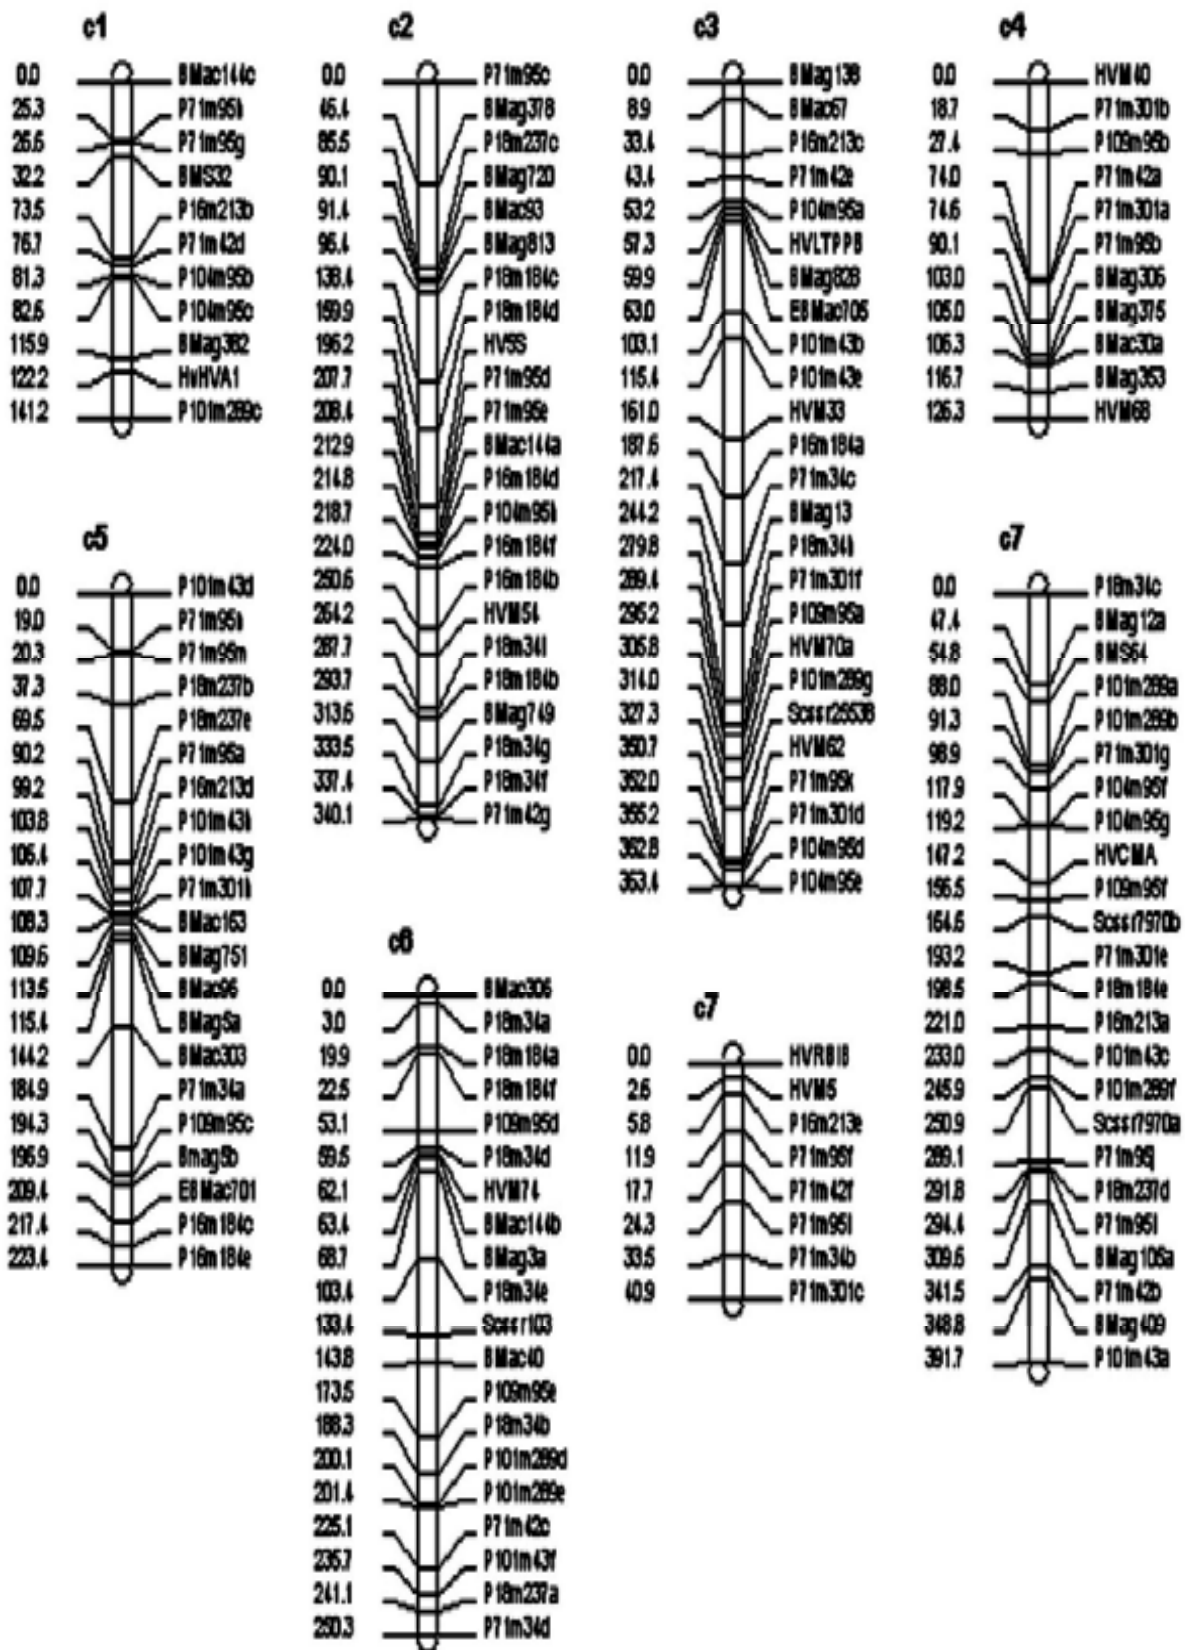 c1
0.0 BMac144c
25.3 P71m95h
26.6 P71m95g
32.2 BMS32
73.5 P16m213b
76.7 P71m42d
81.3 P104m95b
82.6 P104m95c
115.9 BMag382
122.2 HvHVA1
141.2 P101m289c
c2
0.0 P71m95c
45.4 BMag378
85.5 P18m237c
90.1 BMag720
91.4 BMac93
95.4 BMag813
138.4 P18m184c
159.9 P18m184d
196.2 HVSS
207.7 P71m95d
208.4 P71m95e
212.9 BMac144a
214.8 P16m184d
218.7 P104m95h
224.0 P16m184f
250.6 P16m184b
264.2 HVM54
287.7 P18m34i
293.7 P18m184b
313.6 BMag749
333.5 P18m34g
337.4 P18m34f
340.1 P71m42g
c3
0.0 BMag138
8.9 BMac67
33.4 P16m213c
43.4 P71m42e
53.2 P104m95a
57.3 HVLTPPB
59.9 BMag828
63.0 EBMac705
103.1 P101m43b
115.4 P101m43e
161.0 HVM33
187.6 P16m184a
217.4 P71m34c
244.2 BMag13
279.8 P18m34h
289.4 P71m301f
295.2 P109m95a
305.8 HVM70a
314.0 P101m289g
327.3 Scssr25538
350.7 HVM62
352.0 P71m95k
355.2 P71m301d
362.8 P104m95d
363.4 P104m95e
c4
0.0 HVM40
18.7 P71m301b
27.4 P109m95b
74.0 P71m42a
74.6 P71m301a
90.1 P71m95b
103.0 BMag306
105.0 BMag375
106.3 BMac30a
116.7 BMag353
126.3 HVM68
c5
0.0 P101m43d
19.0 P71m95h
20.3 P71m95m
37.3 P18m237b
69.5 P18m237e
90.2 P71m95a
99.2 P16m213d
103.8 P101m43h
106.4 P101m43g
107.7 P71m301h
108.3 BMac163
109.6 BMag751
113.5 BMac96
115.4 BMag5a
144.2 BMac303
184.9 P71m34a
194.3 P109m95c
196.9 Bmag5b
209.4 EBMac701
217.4 P16m184c
223.4 P16m184e
c6
0.0 BMac306
3.0 P18m34a
19.9 P18m184a
22.5 P18m184f
53.1 P109m95d
59.5 P18m34d
62.1 HVM74
63.4 BMac144b
68.7 BMag3a
103.4 P18m34e
133.4 Scssr103
143.8 BMac40
173.5 P109m95e
188.3 P18m34b
200.1 P101m289d
201.4 P101m289e
225.1 P71m42c
235.7 P101m43f
241.1 P18m237a
250.3 P71m34d
c7
0.0 HVRBIB
2.6 HVM5
5.8 P16m213e
11.9 P71m95f
17.7 P71m42f
24.3 P71m95i
33.5 P71m34b
40.9 P71m301c
c7
0.0 P18m34c
47.4 BMag12a
54.8 BMS64
88.0 P101m289a
91.3 P101m289b
98.9 P71m301g
117.9 P104m95f
119.2 P104m95g
147.2 HVCMA
156.5 P109m95f
164.6 Scssr7970b
193.2 P71m301e
198.5 P18m184e
221.0 P16m213a
233.0 P101m43c
245.9 P101m289f
250.9 Scssr7970a
289.1 P71m95j
291.8 P18m237d
294.4 P71m95l
309.6 BMag105a
341.5 P71m42b
348.8 BMag409
391.7 P101m43a